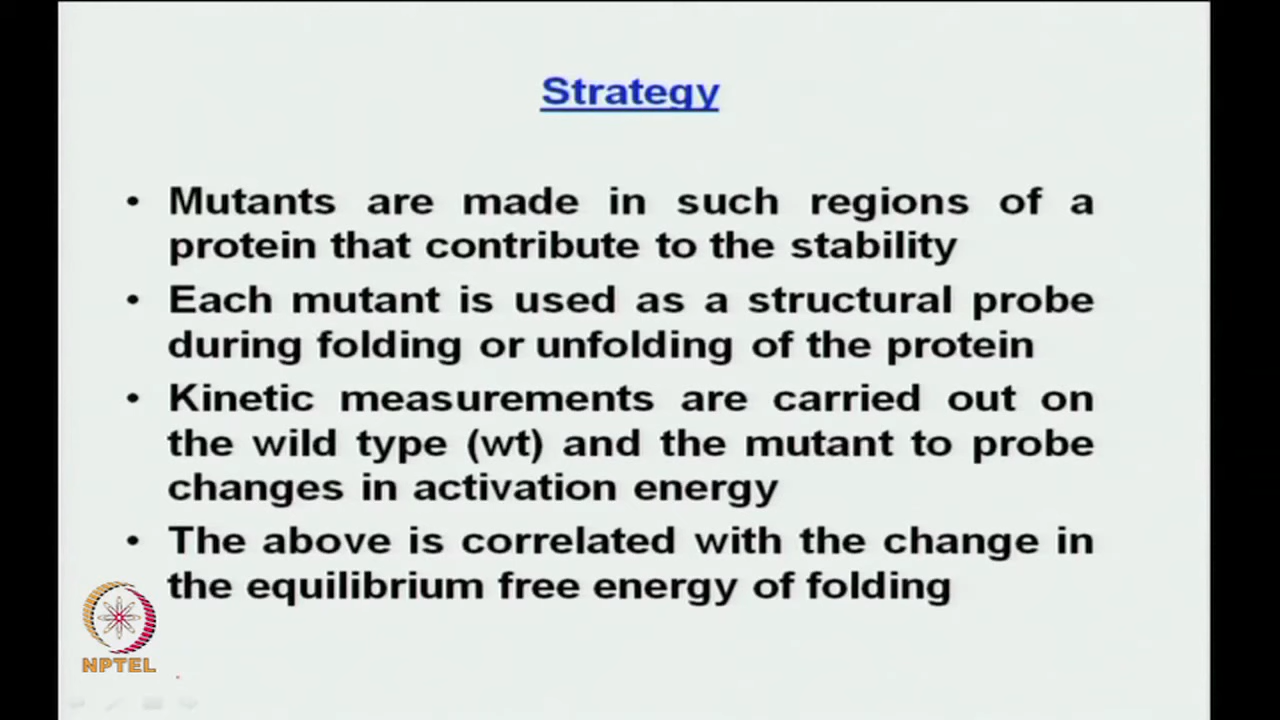 Strategy
• Mutants are made in such regions of a
protein that contribute to the stability
• Each mutant is used as a structural probe
during folding or unfolding of the protein
• Kinetic measurements are carried out on
the wild type (wt) and the mutant to probe
changes in activation energy
• The above is correlated with the change in
the equilibrium free energy of folding
NPTEL